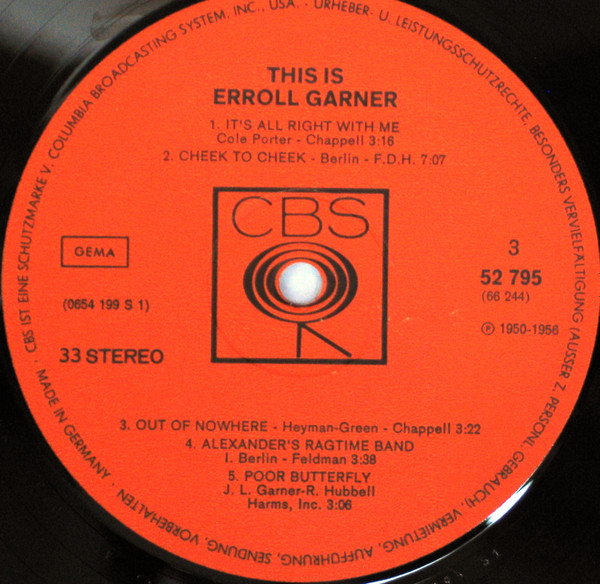 THIS IS
ERROLL GARNER
1. IT'S ALL RIGHT WITH ME
Cole Porter - Chappell 3:16
2. CHEEK TO CHEEK - Berlin - F.D.H. 7:07
CBS
GEMA
(0654 199 S 1)
33 STEREO
3
52 795
(66 244)
Ⓟ 1950-1956
3. OUT OF NOWHERE - Heyman-Green - Chappell 3:22
4. ALEXANDER'S RAGTIME BAND
I. Berlin - Feldman 3:38
5. POOR BUTTERFLY
J. L. Garner-R. Hubbell
Harms, Inc. 3:06
· CBS IST EINE SCHUTZMARKE V. COLUMBIA BROADCASTING SYSTEM, INC., USA. · URHEBER- U. LEISTUNGSSCHUTZRECHTE, BESONDERS VERVIELFÄLTIGUNG (AUSSER Z. PERSÖNL. GEBRAUCH), VERMIETUNG, AUFFÜHRUNG, SENDUNG, VORBEHALTEN · MADE IN GERMANY